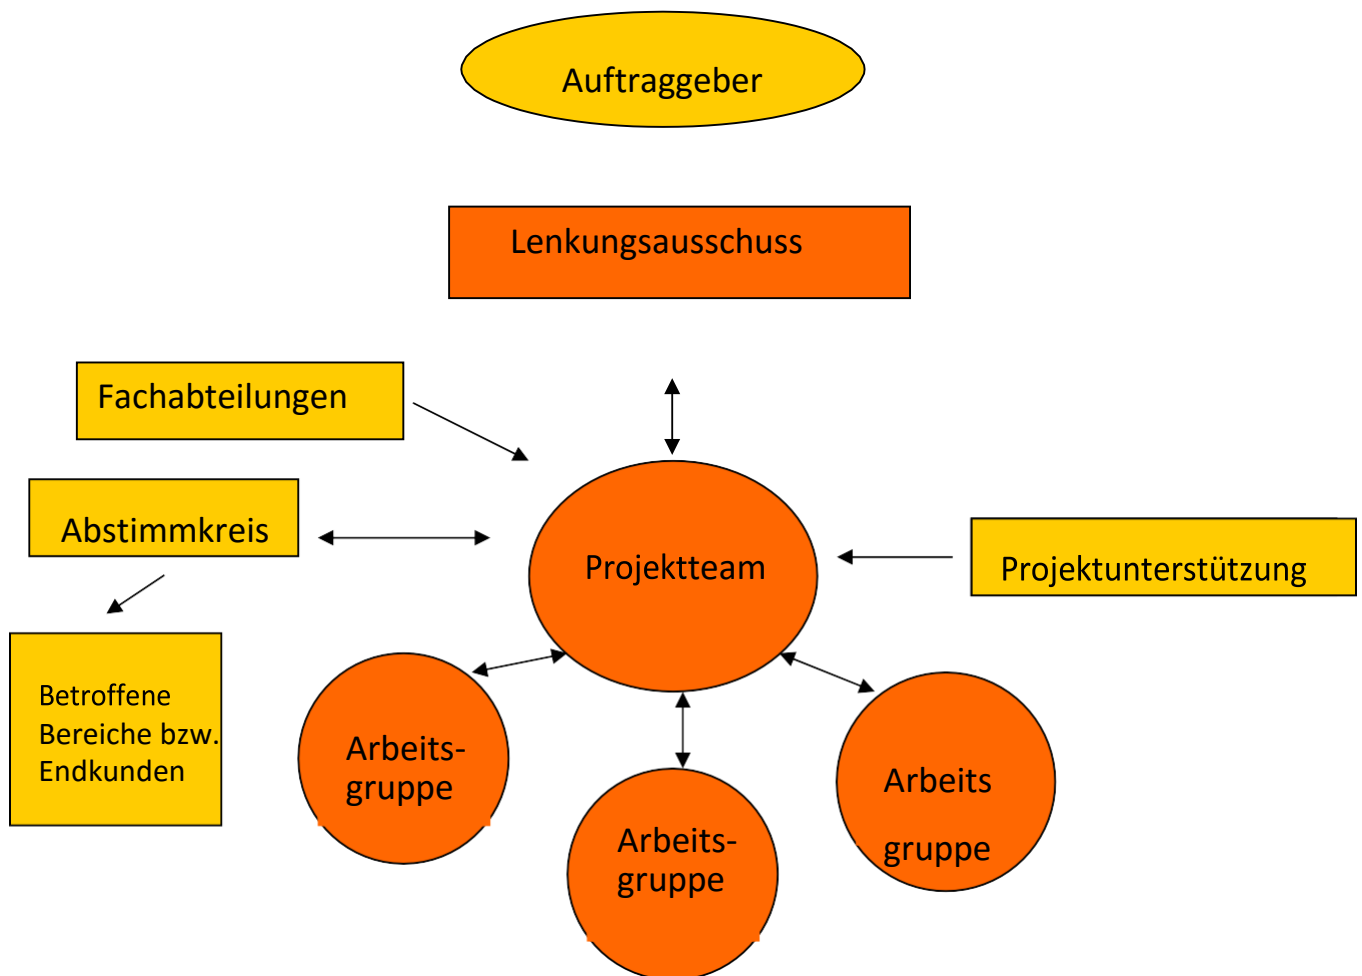 Auftraggeber
Lenkungsausschuss
Fachabteilungen
Abstimmkreis
Projektteam
Projektunterstützung
Betroffene
Bereiche bzw.
Endkunden
Arbeits-
gruppe
Arbeits-
gruppe
Arbeits
gruppe